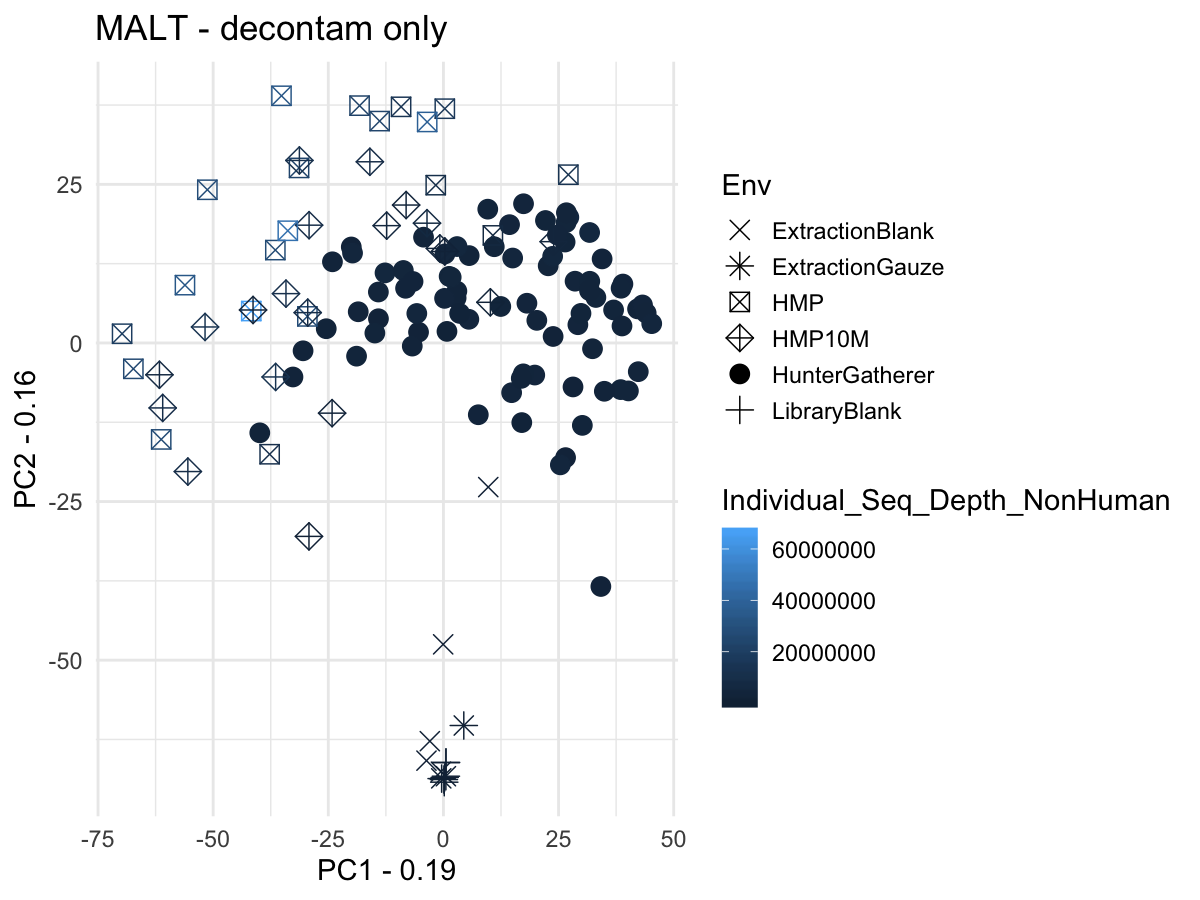 MALT - decontam only
25
0
-25
-50
PC2 - 0.16
-75
-50
-25
0
25
50
PC1 - 0.19
Env
ExtractionBlank
ExtractionGauze
HMP
HMP10M
HunterGatherer
LibraryBlank
Individual_Seq_Depth_NonHuman
60000000
40000000
20000000